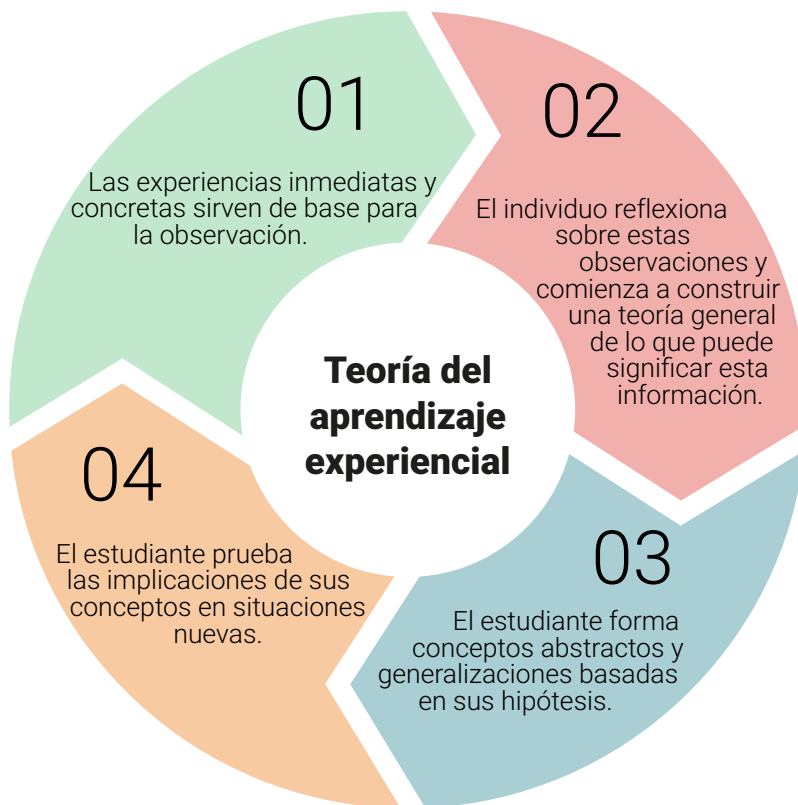 01
Las experiencias inmediatas y
concretas sirven de base para
la observación.
02
El individuo reflexiona
sobre estas
observaciones y
comienza a construir
una teoría general
de lo que puede
significar esta
información.
Teoría del
aprendizaje
experiencial
03
El estudiante forma
conceptos abstractos y
generalizaciones basadas
en sus hipótesis.
04
El estudiante prueba
las implicaciones de sus
conceptos en situaciones
nuevas.